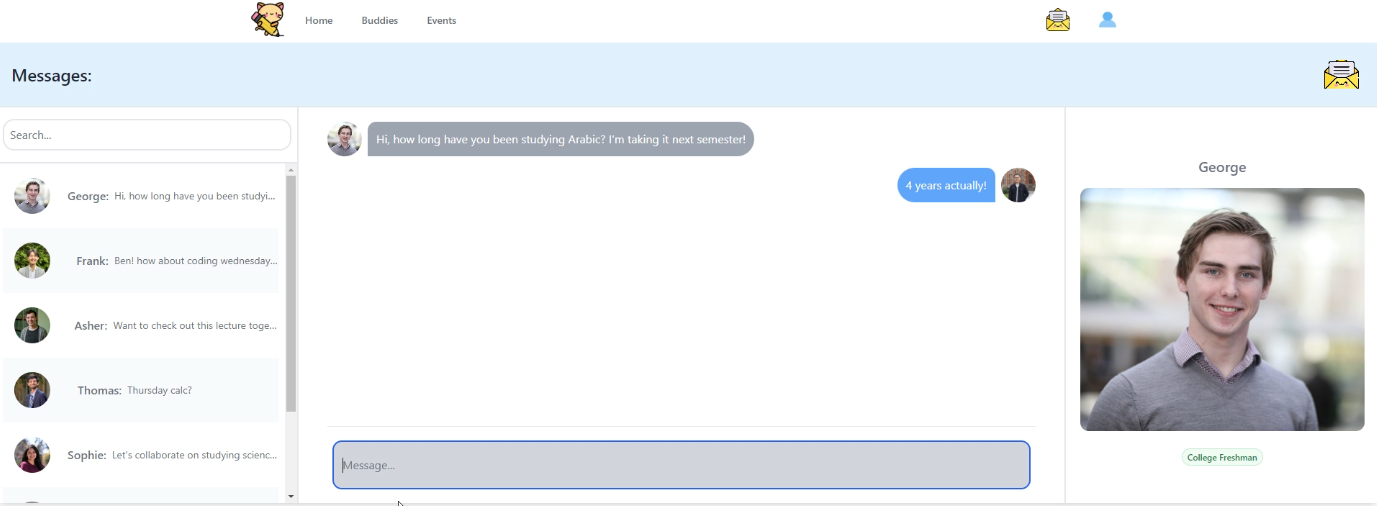 Home Buddies Events
Messages:
Search...
George: Hi, how long have you been studyi...
Frank: Ben! how about coding wednesday...
Asher: Want to check out this lecture toge...
Thomas: Thursday calc?
Sophie: Let's collaborate on studying scienc...
Hi, how long have you been studying Arabic? I'm taking it next semester!
4 years actually!
Message...
George
College Freshman